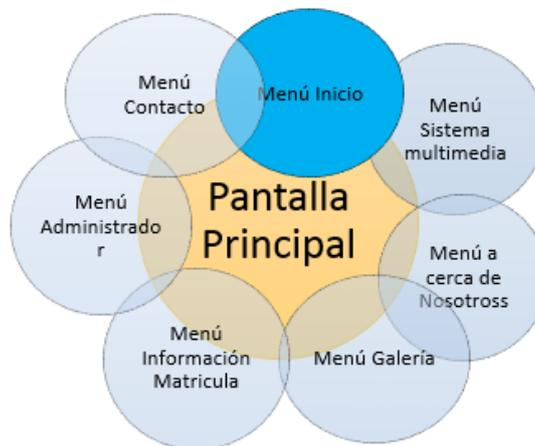 Menú Inicio
Menú
Sistema
multimedia
Menú a
cerca de
Nosotross
Menú Galería
Menú
Información
Matricula
Menú
Administrado
r
Menú
Contacto
Pantalla
Principal